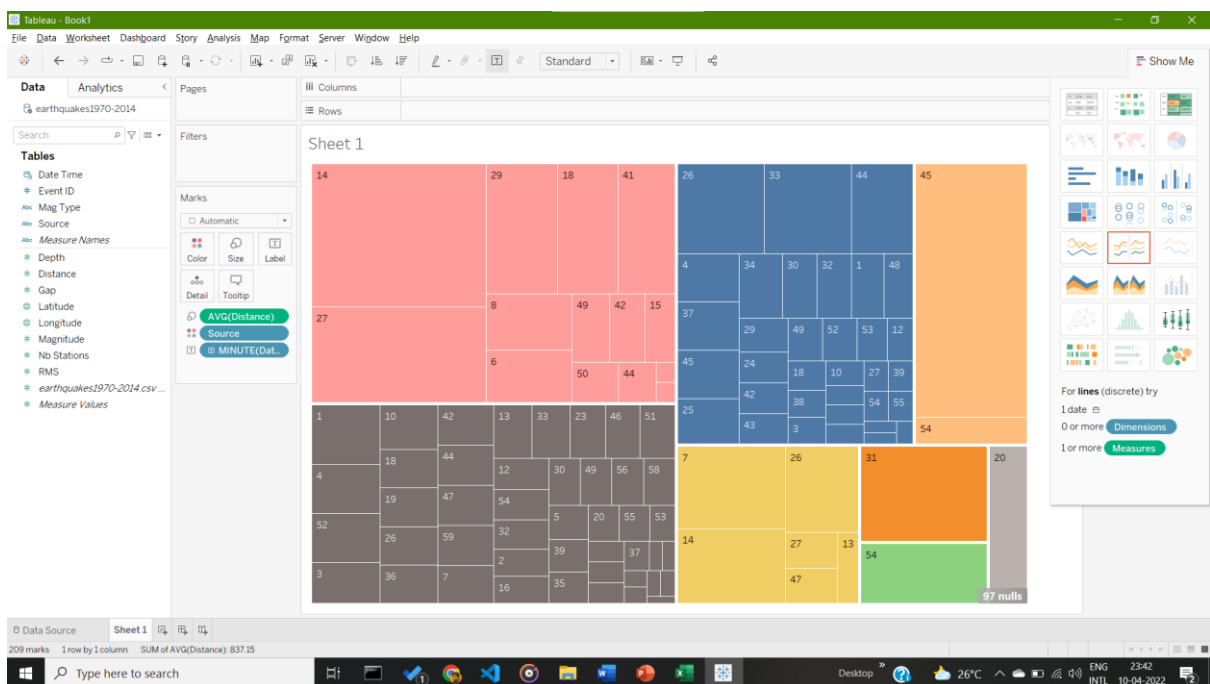 Tableau - Book1
File Data Worksheet Dashboard Story Analysis Map Format Server Window Help
Standard
Show Me
Data Analytics
earthquakes1970-2014
Search
Tables
Date Time
Event ID
Abc Mag Type
Abc Source
Abc Measure Names
Depth
Distance
Gap
Latitude
Longitude
Magnitude
Nb Stations
RMS
earthquakes1970-2014.csv ...
Measure Values
Pages
Filters
Marks
Automatic
Color Size Label
Detail Tooltip
AVG(Distance)
Source
MINUTE(Dat..
Columns
Rows
Sheet 1
14 29 18 41
27 8 49 42 15
6 50 44
26 33 44
4 34 30 32 1 48
37 29 49 52 53 12
45 24 18 10 27 39
25 42 38 54 55
43 3
45
54
1 10 42 13 33 23 46 51
4 18 44 12 30 49 56 58
52 19 47 54 5 20 55 53
26 59 32 39 37
3 36 7 2 35
16
7 26
14 27 13
47
31 20
54
97 nulls
For lines (discrete) try
1 date
0 or more Dimensions
1 or more Measures
Data Source Sheet 1
209 marks 1 row by 1 column SUM of AVG(Distance): 837.15
Type here to search
Desktop
26°C
ENG
INTL
23:42
10-04-2022